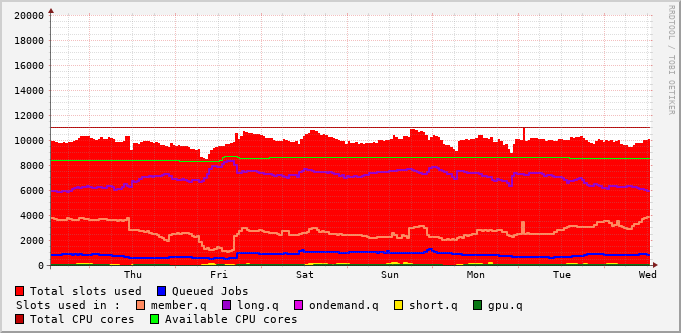 RRDTOOL / TOBI OETIKER
20000
18000
16000
14000
12000
10000
8000
6000
4000
2000
0
Thu Fri Sat Sun Mon Tue Wed
Total slots used Queued Jobs
Slots used in : member.q long.q ondemand.q short.q gpu.q
Total CPU cores Available CPU cores